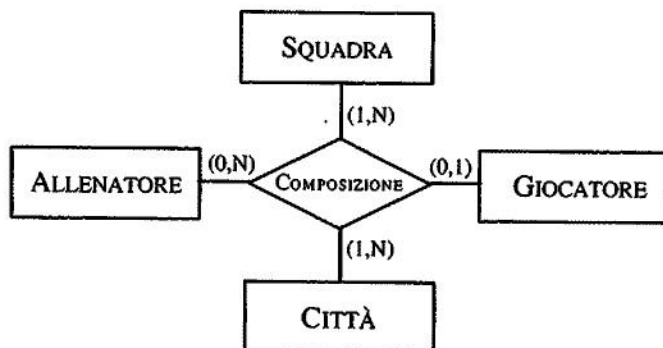 SQUADRA
(1,N)
ALLENATORE
(0,N)
COMPOSIZIONE
(0,1)
GIOCATORE
(1,N)
CITTÀ